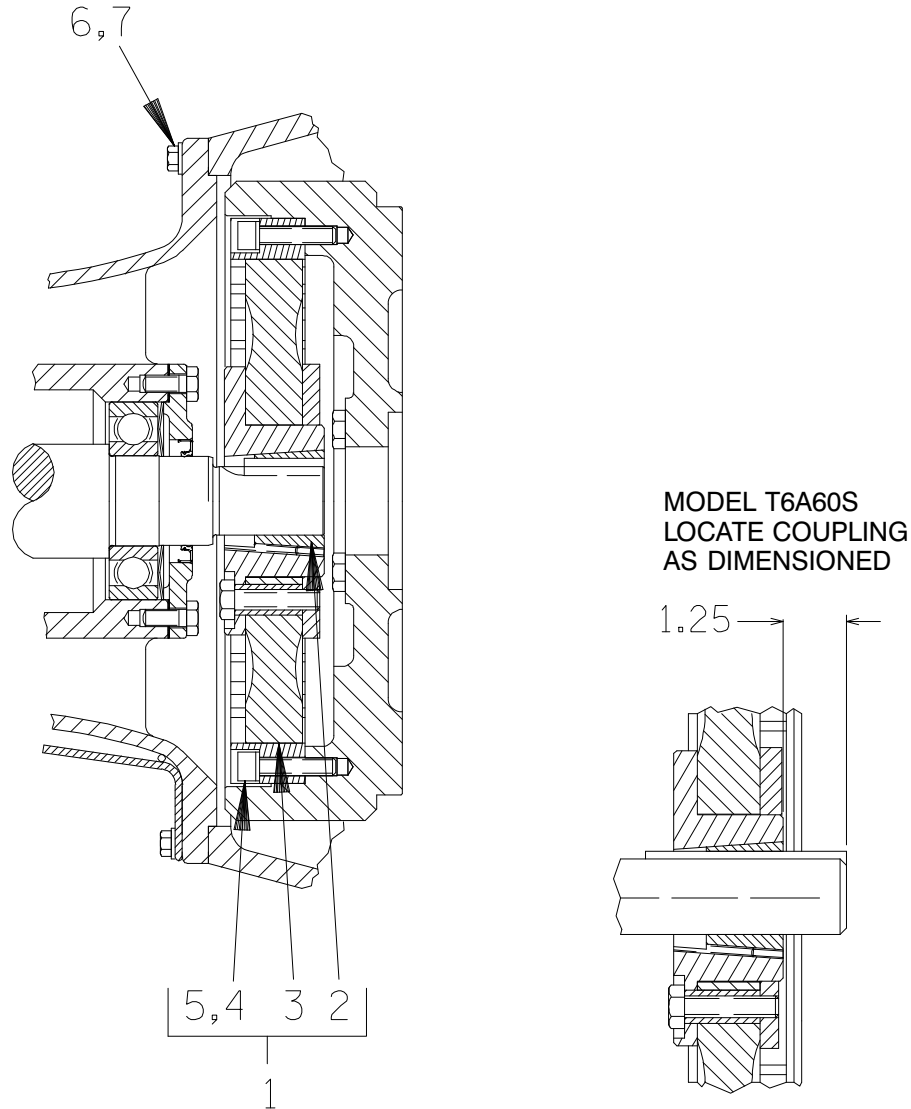 6,7
MODEL T6A60S
LOCATE COUPLING
AS DIMENSIONED
1.25
5,4 3 2
1